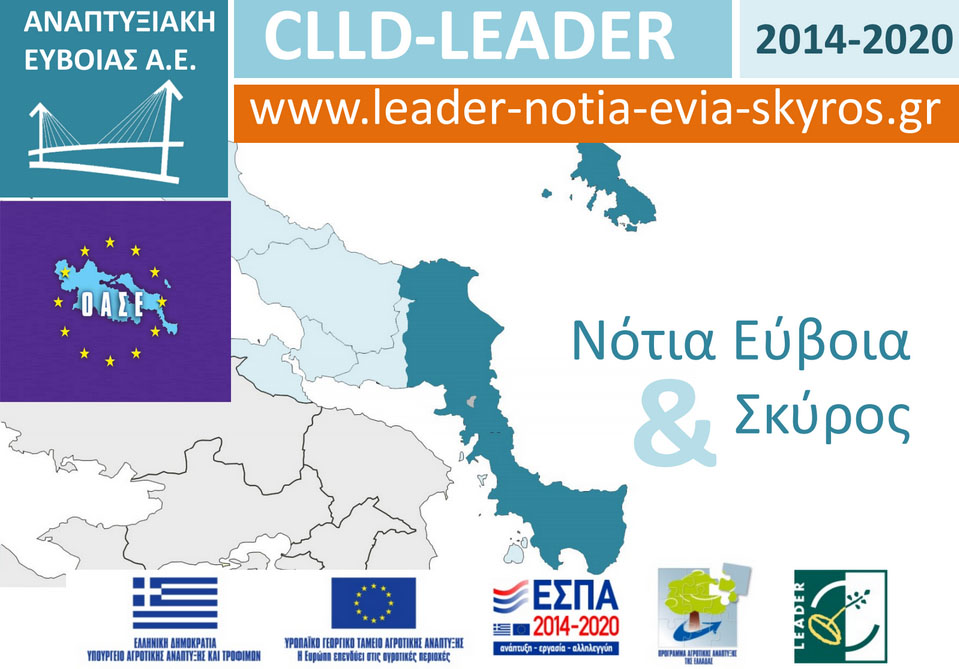 ΑΝΑΠΤΥΞΙΑΚΗ
ΕΥΒΟΙΑΣ Α.Ε.
CLLD-LEADER
2014-2020
www.leader-notia-evia-skyros.gr
ΟΑΣΕ
Νότια Εύβοια
&
Σκύρος
ΕΛΛΗΝΙΚΗ ΔΗΜΟΚΡΑΤΙΑ
ΥΠΟΥΡΓΕΙΟ ΑΓΡΟΤΙΚΗΣ ΑΝΑΠΤΥΞΗΣ ΚΑΙ ΤΡΟΦΙΜΩΝ
ΥΡΟΠΑΪΚΟ ΓΕΩΡΓΙΚΟ ΤΑΜΕΙΟ ΑΓΡΟΤΙΚΗΣ ΑΝΑΠΤΥΞΗΣ
Η Ευρώπη επενδύει στις αγροτικές περιοχές
ΕΣΠΑ
2014-2020
ανάπτυξη - εργασία - αλληλεγγύη
ΠΡΟΓΡΑΜΜΑ ΑΓΡΟΤΙΚΗΣ ΑΝΑΠΤΥΞΗΣ
ΤΗΣ ΕΛΛΑΔΑΣ
LEADER